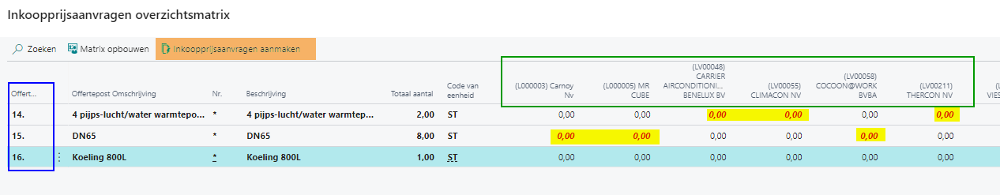 Inkoopprijsaanvragen overzichtsmatrix
Zoeken Matrix opbouwen Inkoopprijsaanvragen aanmaken
Offert... Offertepost Omschrijving Nr. Beschrijving Totaal aantal Code van eenheid (L000003) Carnoy Nv (L000005) MR CUBE (LV00048) CARRIER AIRCONDITIONI... BENELUX BV (LV00055) CLIMACON NV (LV00058) COCOON@WORK BVBA (LV00211) THERCON NV (LV VIES
14. 4 pijps-lucht/water warmtepo... * 4 pijps-lucht/water warmtep... 2,00 ST 0,00 0,00 0,00 0,00 0,00 0,00
15. DN65 * DN65 8,00 ST 0,00 0,00 0,00 0,00 0,00 0,00
16. Koeling 800L * Koeling 800L 1,00 ST 0,00 0,00 0,00 0,00 0,00 0,00